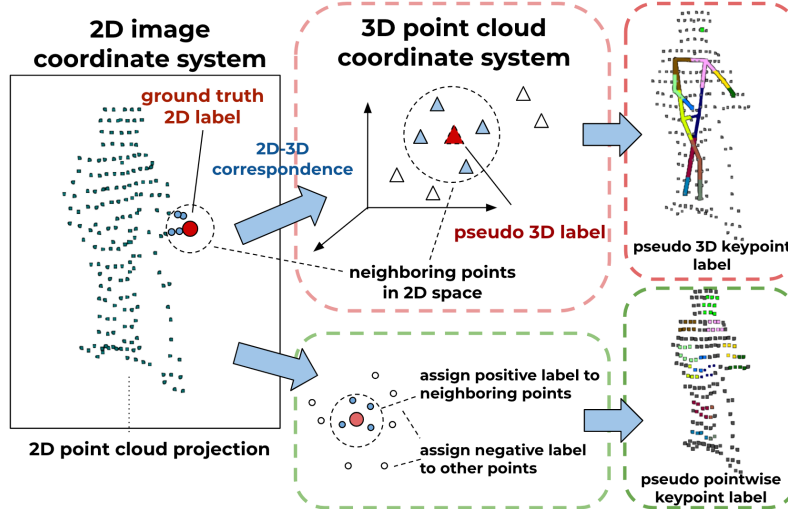 2D image
coordinate system
ground truth
2D label
2D point cloud projection
2D-3D
correspondence
3D point cloud
coordinate system
pseudo 3D label
neighboring points
in 2D space
pseudo 3D keypoint
label
assign positive label to
neighboring points
assign negative label
to other points
pseudo pointwise
keypoint label